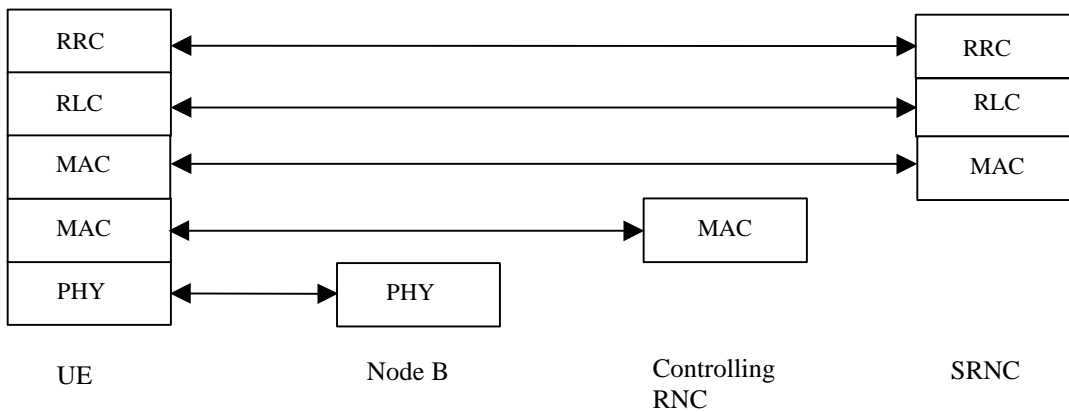 RRC
RRC
RLC
RLC
MAC
MAC
MAC
MAC
PHY
PHY
UE
Node B
Controlling
RNC
SRNC